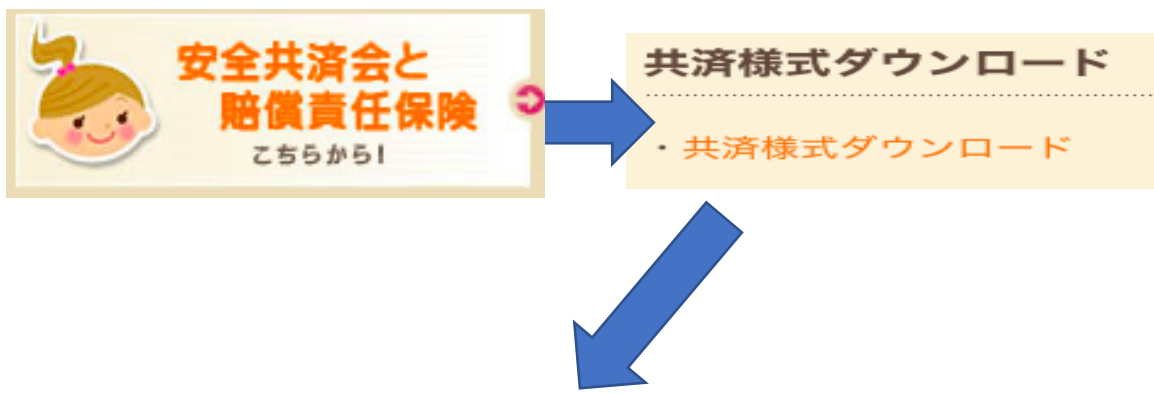 安全共済会と
賠償責任保険
こちらから!
共済様式ダウンロード
・共済様式ダウンロード